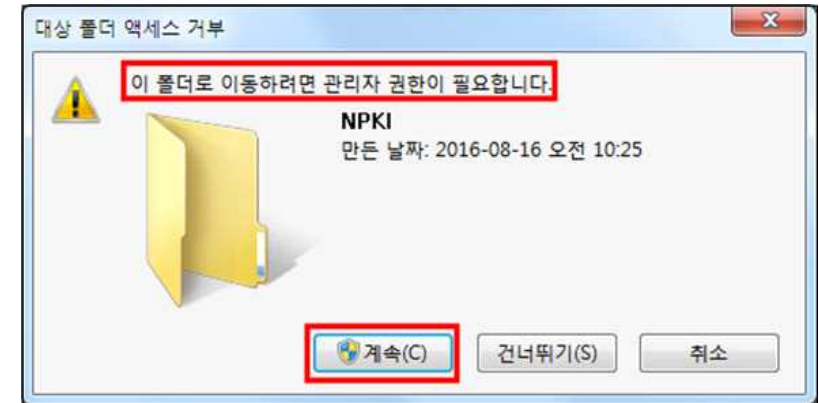 대상 폴더 액세스 거부
이 폴더로 이동하려면 관리자 권한이 필요합니다.
NPKI
만든 날짜: 2016-08-16 오전 10:25
계속(C)
건너뛰기(S)
취소